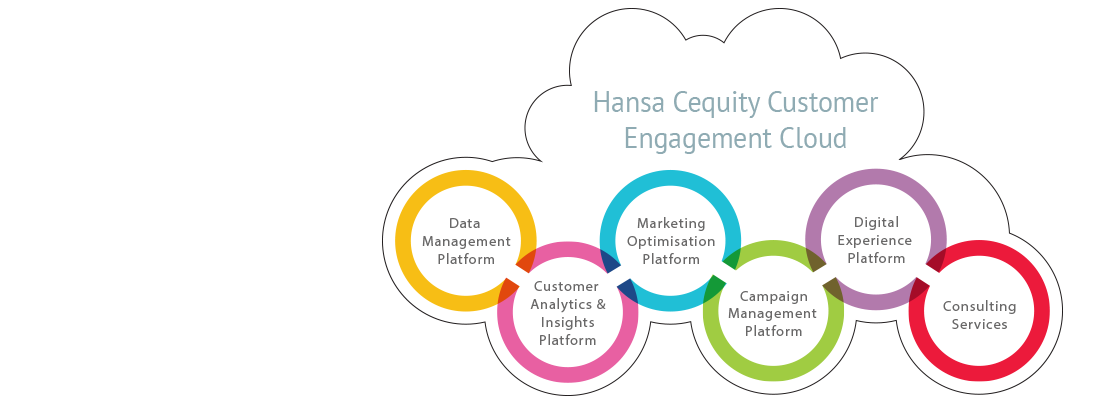 Hansa Cequity Customer
Engagement Cloud
Data
Management
Platform
Customer
Analytics &
Insights
Platform
Marketing
Optimisation
Platform
Campaign
Management
Platform
Digital
Experience
Platform
Consulting
Services